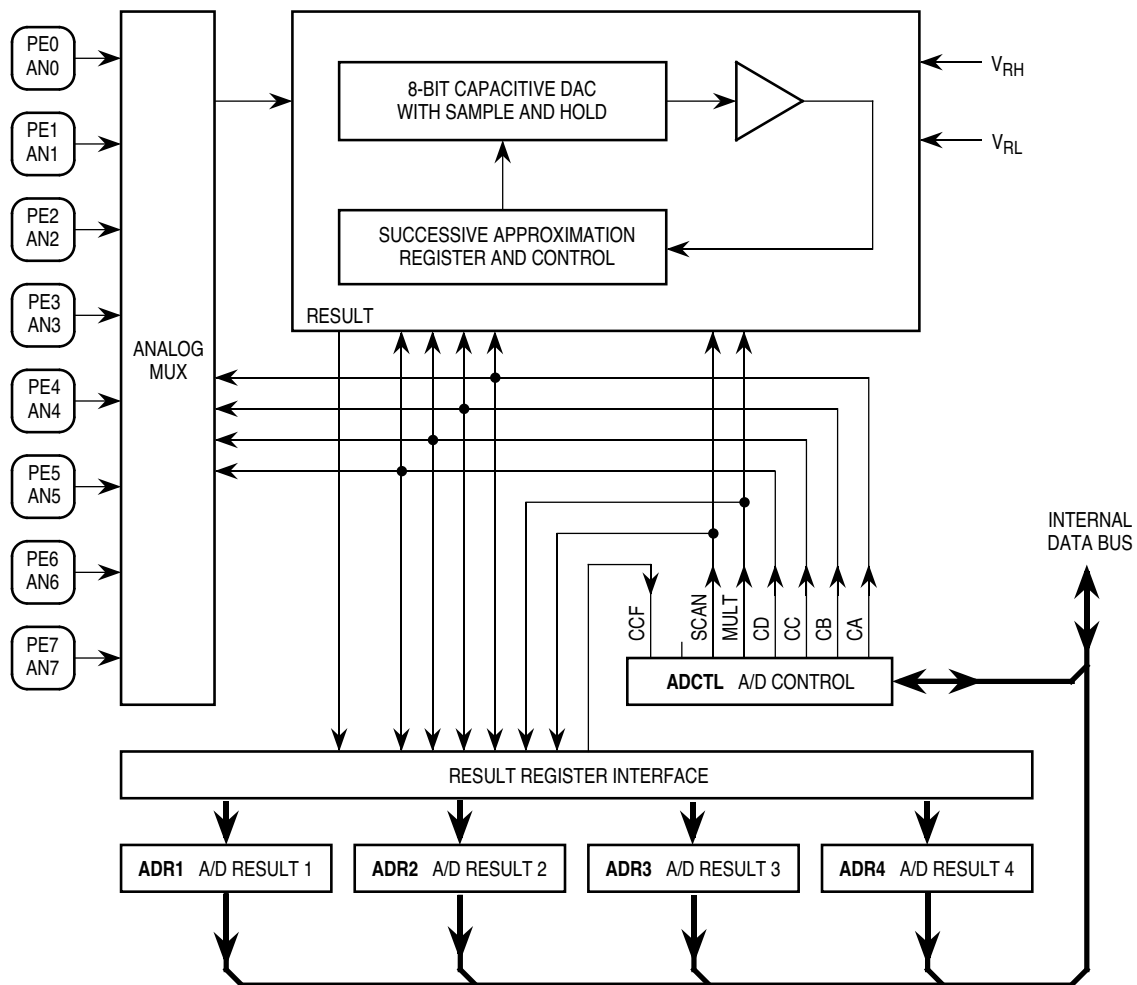 PE0
AN0
PE1
AN1
PE2
AN2
PE3
AN3
PE4
AN4
PE5
AN5
PE6
AN6
PE7
AN7
ANALOG
MUX
8-BIT CAPACITIVE DAC
WITH SAMPLE AND HOLD
SUCCESSIVE APPROXIMATION
REGISTER AND CONTROL
RESULT
VRH
VRL
INTERNAL
DATA BUS
CCF
SCAN
MULT
CD
CC
CB
CA
ADCTL A/D CONTROL
RESULT REGISTER INTERFACE
ADR1 A/D RESULT 1
ADR2 A/D RESULT 2
ADR3 A/D RESULT 3
ADR4 A/D RESULT 4